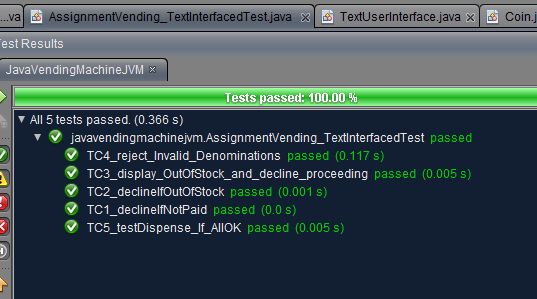 ...va AssignmentVending_TextInterfacedTest.java TextUserInterface.java Coin.j
Test Results
JavaVendingMachineJVM
Tests passed: 100.00 %
All 5 tests passed. (0.366 s)
javavendingmachinejvm.AssignmentVending_TextInterfacedTest passed
TC4_reject_Invalid_Denominations passed (0.117 s)
TC3_display_OutOfStock_and_decline_proceeding passed (0.005 s)
TC2_declineIfOutOfStock passed (0.001 s)
TC1_declineIfNotPaid passed (0.0 s)
TC5_testDispense_If_AllOK passed (0.005 s)